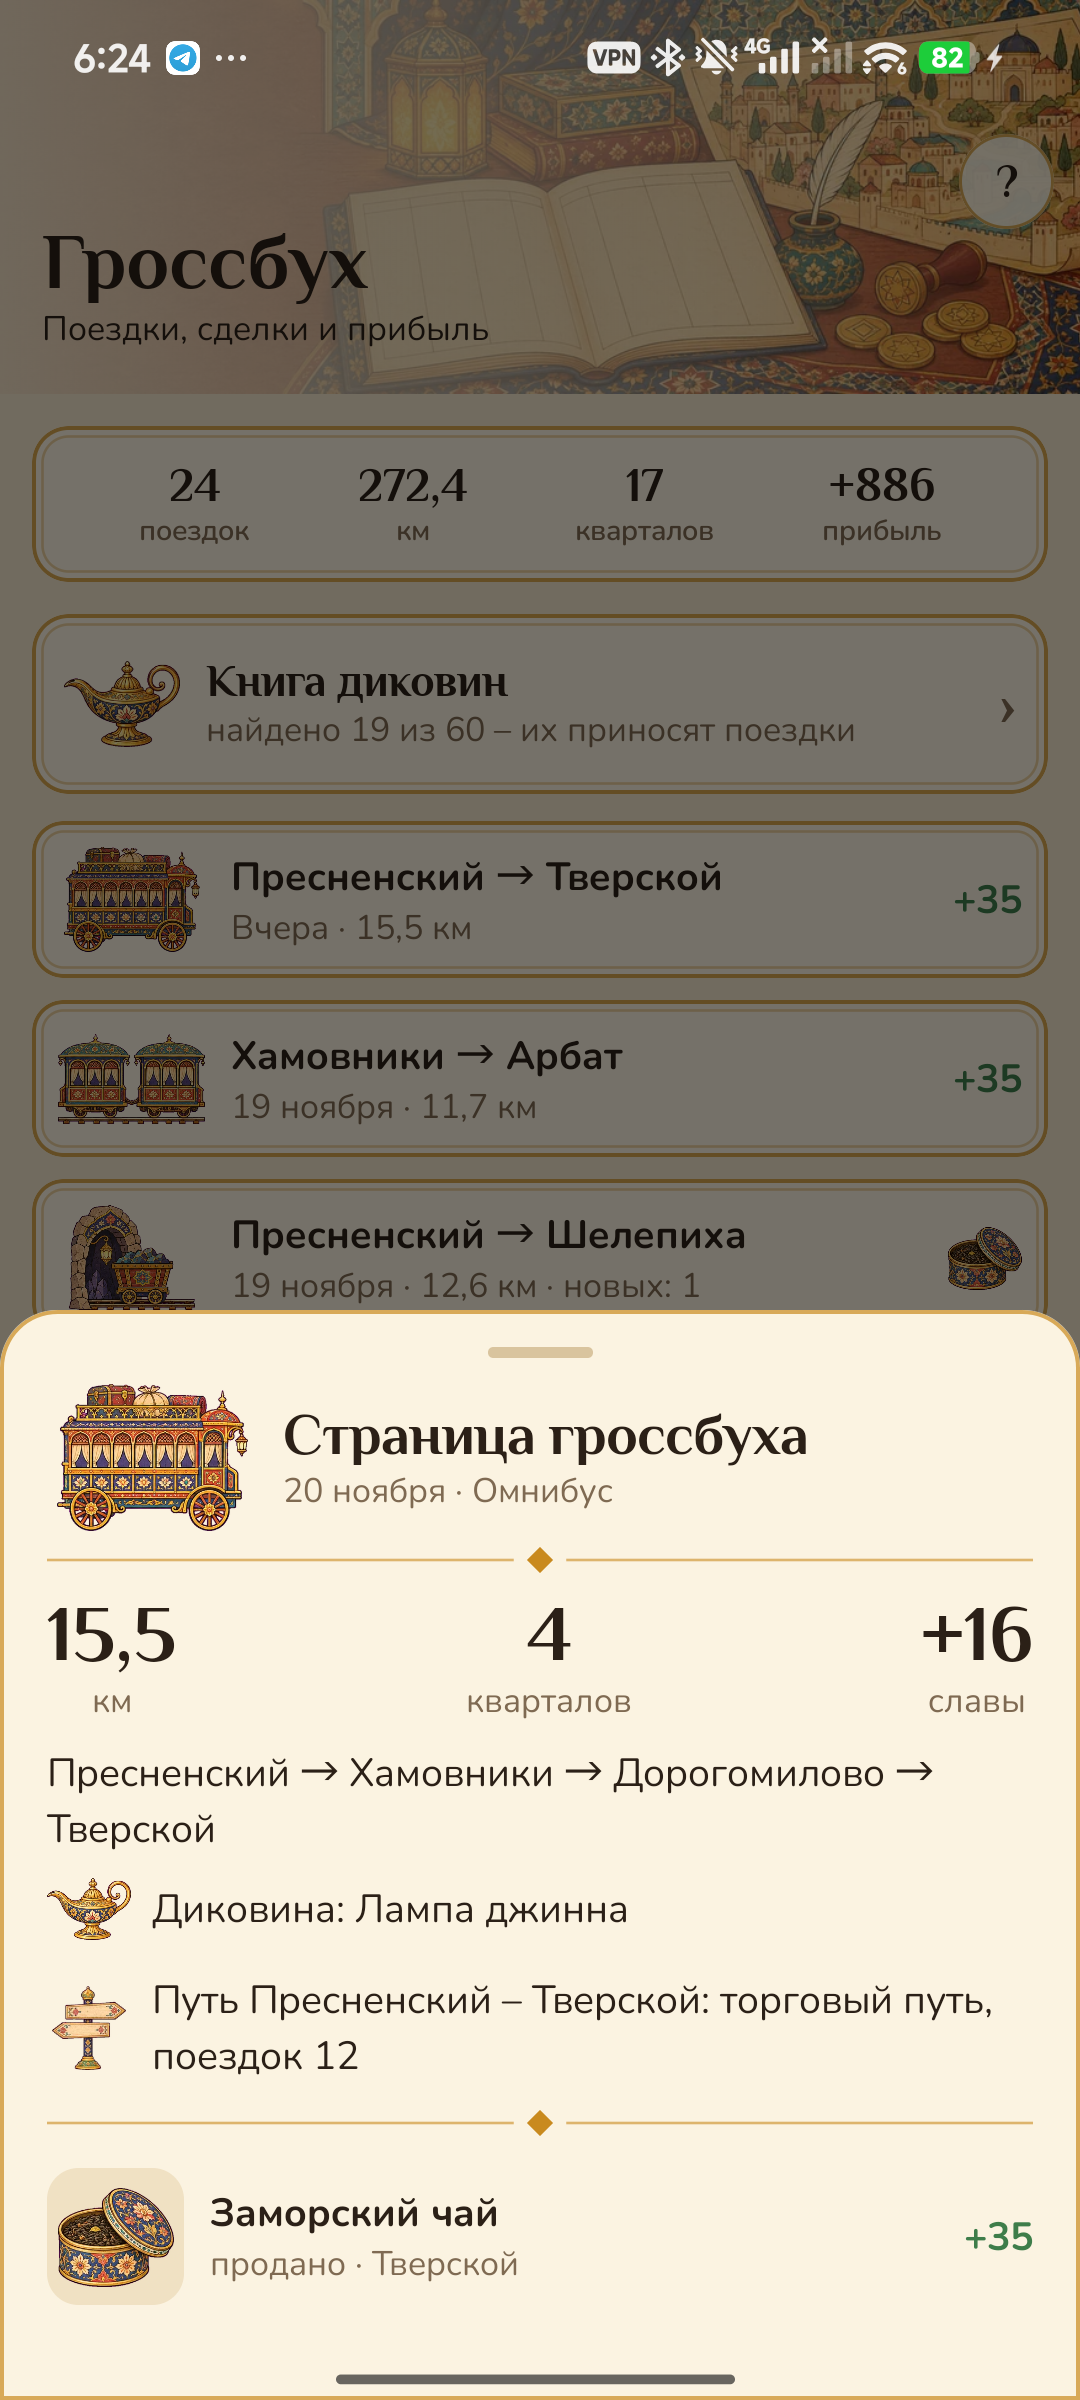 6:24
VPN 4G 6 82
?
Гроссбух
Поездки, сделки и прибыль
24 272,4 17 +886
поездок км кварталов прибыль
Книга диковин
найдено 19 из 60 – их приносят поездки
Пресненский → Тверской
Вчера · 15,5 км
+35
Хамовники → Арбат
19 ноября · 11,7 км
+35
Пресненский → Шелепиха
19 ноября · 12,6 км · новых: 1
Страница гроссбуха
20 ноября · Омнибус
15,5 4 +16
км кварталов славы
Пресненский → Хамовники → Дорогомилово →
Тверской
Диковина: Лампа джинна
Путь Пресненский – Тверской: торговый путь,
поездок 12
Заморский чай
продано · Тверской
+35